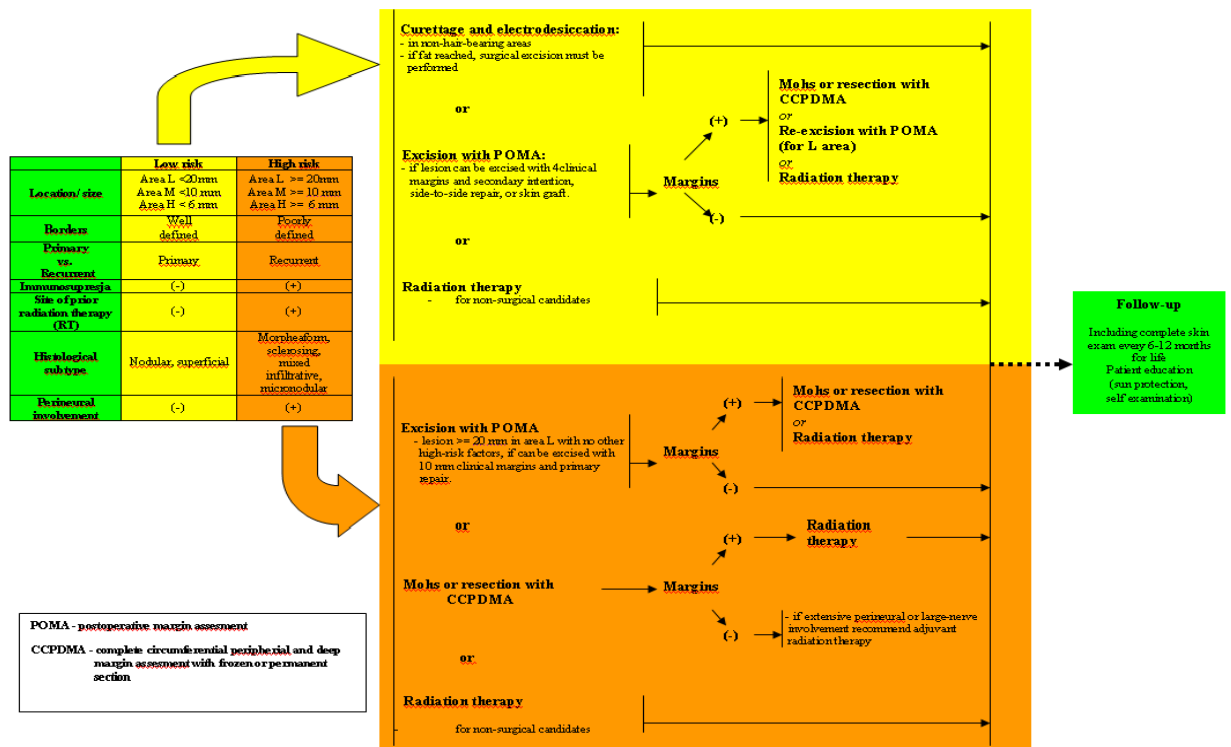 Low risk
High risk
Location/ size
Area L <20mm
Area M <10 mm
Area H < 6 mm
Area L >= 20mm
Area M >= 10 mm
Area H >= 6 mm
Borders
Well
defined
Poorly
defined
Primary
vs.
Recurrent
Primary
Recurrent
Immunosupresja
(-)
(+)
Site of prior
radiation therapy
(RT)
(-)
(+)
Histological
subtype
Nodular, superficial
Morpheaform,
sclerosing,
mixed
infiltrative,
micronodular
Perineural
involvement
(-)
(+)
POMA - postoperative margin assesment
CCPDMA - complete circumferential peripherial and deep
margin assesment with frozen or permanent
section
Curettage and electrodesiccation:
- in non-hair-bearing areas
- if fat reached, surgical excision must be
performed
or
Excision with POMA:
- if lesion can be excised with 4clinical
margins and secondary intention,
side-to-side repair, or skin graft.
Margins
(+)
(-)
Mohs or resection with
CCPDMA
or
Re-excision with POMA
(for L area)
or
Radiation therapy
or
Radiation therapy
- for non-surgical candidates
Excision with POMA
- lesion >= 20 mm in area L with no other
high-risk factors, if can be excised with
10 mm clinical margins and primary
repair.
Margins
(+)
(-)
Mohs or resection with
CCPDMA
or
Radiation therapy
or
Mohs or resection with
CCPDMA
Margins
(+)
(-)
Radiation
therapy
- if extensive perineural or large-nerve
involvement recommend adjuvant
radiation therapy
or
Radiation therapy
- for non-surgical candidates
Follow-up
Including complete skin
exam every 6-12 months
for life
Patient education
(sun protection,
self examination)